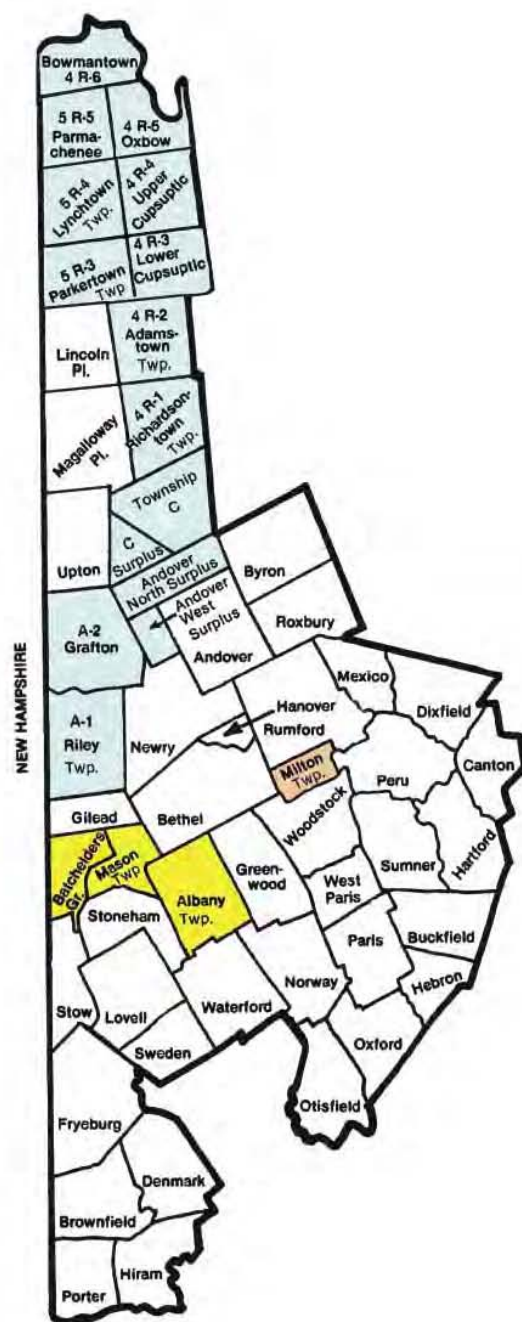 Bowmantown
4 R-6
5 R-5
Parma-
chenee
4 R-5
Oxbow
5 R-4
Lynchtown
Twp.
4 R-4
Upper
Cupsuptic
5 R-3
Parkertown
Twp
4 R-3
Lower
Cupsuptic
4 R-2
Adams-
town
Twp.
Lincoln
Pl.
4 R-1
Richardson-
town
Twp.
Magalloway
Pl.
Township
C
C
Surplus
Upton
Andover
North Surplus
Byron
Andover
West
Surplus
A-2
Grafton
Roxbury
Andover
NEW HAMPSHIRE
Mexico
Hanover
Dixfield
A-1
Riley
Twp.
Newry
Rumford
Canton
Milton
Twp.
Peru
Gilead
Bethel
Woodstock
Hartford
Batchelders
Gr.
Mason
Twp
Green-
wood
Sumner
Albany
Twp.
West
Paris
Stoneham
Paris
Buckfield
Hebron
Norway
Stow
Lovell
Waterford
Oxford
Sweden
Otisfield
Fryeburg
Denmark
Brownfield
Hiram
Porter